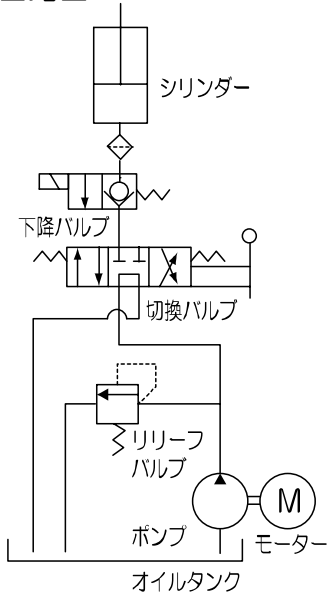 シリンダー
下降バルブ
切換バルブ
リリーフ
バルブ
ポンプ
M
モーター
オイルタンク